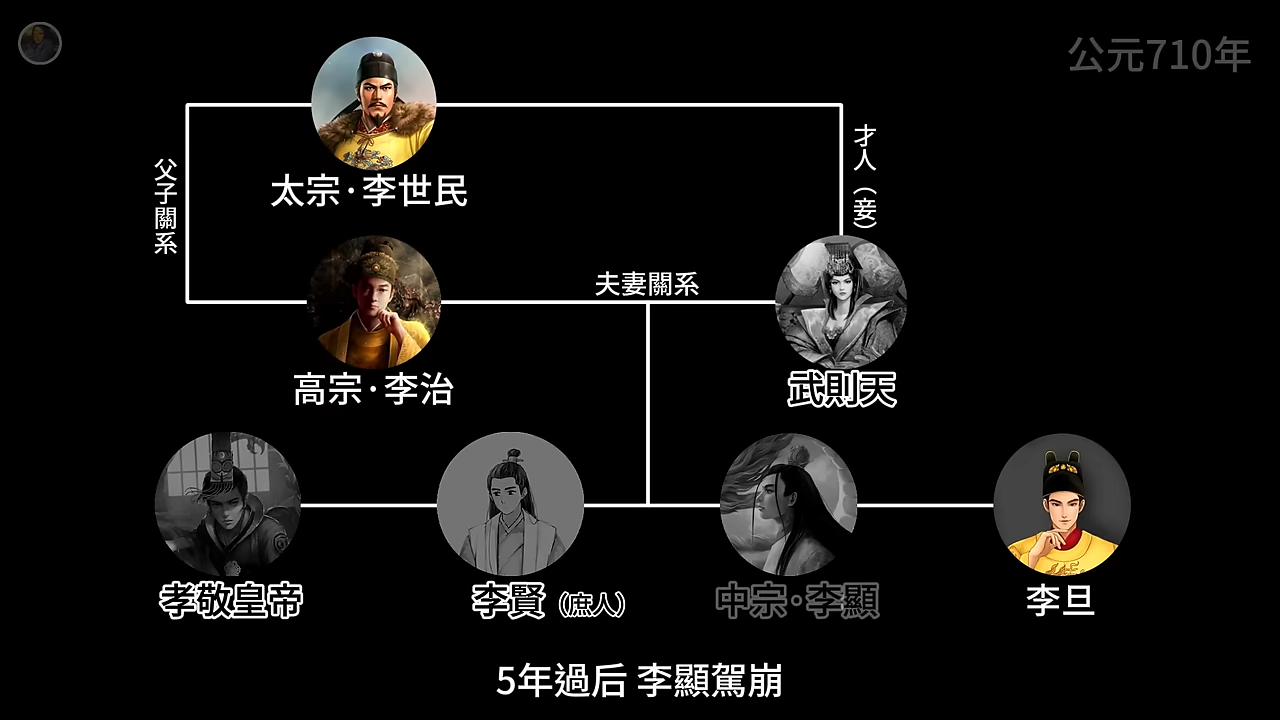 公元710年
父子關系
才人（妾）
太宗·李世民
夫妻關系
高宗·李治
武則天
孝敬皇帝
李賢（庶人）
中宗·李顯
李旦
5年過后 李顯駕崩